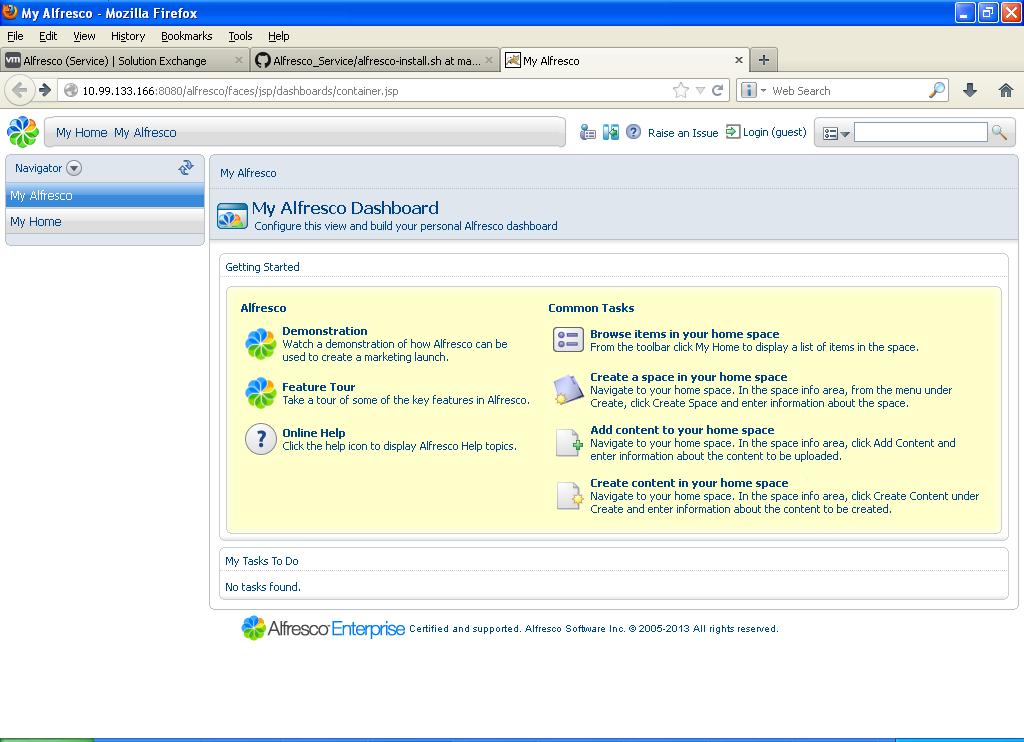 My Alfresco - Mozilla Firefox
File Edit View History Bookmarks Tools Help
vm Alfresco (Service) | Solution Exchange
Alfresco_Service/alfresco-install.sh at ma...
My Alfresco
10.99.133.166:8080/alfresco/faces/jsp/dashboards/container.jsp
Web Search
My Home My Alfresco
Raise an Issue
Login (guest)
Navigator
My Alfresco
My Home
My Alfresco
My Alfresco Dashboard
Configure this view and build your personal Alfresco dashboard
Getting Started
Alfresco
Demonstration
Watch a demonstration of how Alfresco can be
used to create a marketing launch.
Feature Tour
Take a tour of some of the key features in Alfresco.
Online Help
Click the help icon to display Alfresco Help topics.
Common Tasks
Browse items in your home space
From the toolbar click My Home to display a list of items in the space.
Create a space in your home space
Navigate to your home space. In the space info area, from the menu under
Create, click Create Space and enter information about the space.
Add content to your home space
Navigate to your home space. In the space info area, click Add Content and
enter information about the content to be uploaded.
Create content in your home space
Navigate to your home space. In the space info area, click Create Content under
Create and enter information about the content to be created.
My Tasks To Do
No tasks found.
Alfresco Enterprise Certified and supported. Alfresco Software Inc. © 2005-2013 All rights reserved.